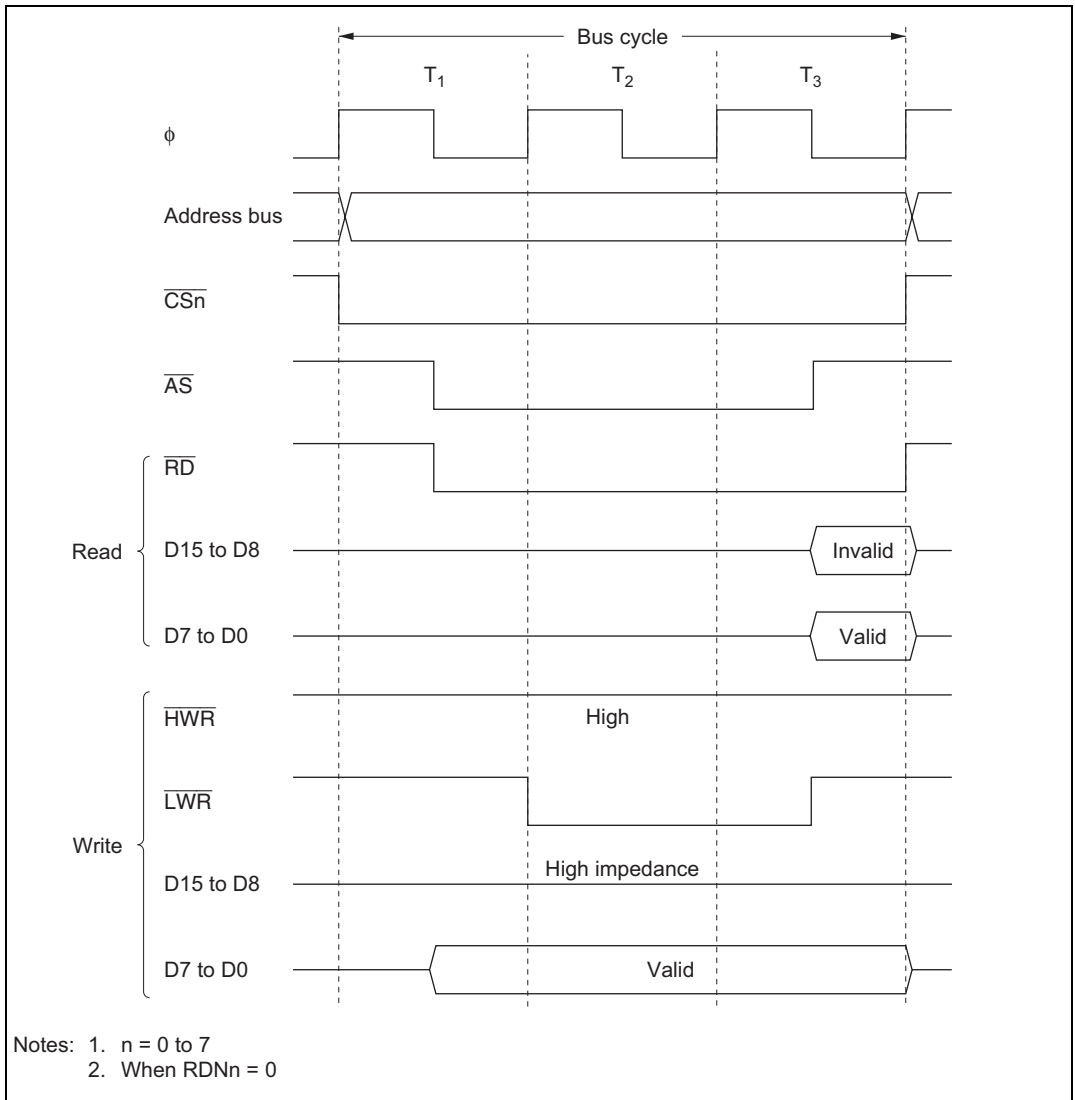 Bus cycle
T1 T2 T3
ϕ
Address bus
CSn
AS
RD
Read
D15 to D8
Invalid
D7 to D0
Valid
HWR
High
LWR
Write
High impedance
D15 to D8
D7 to D0
Valid
Notes: 1. n = 0 to 7
2. When RDNn = 0